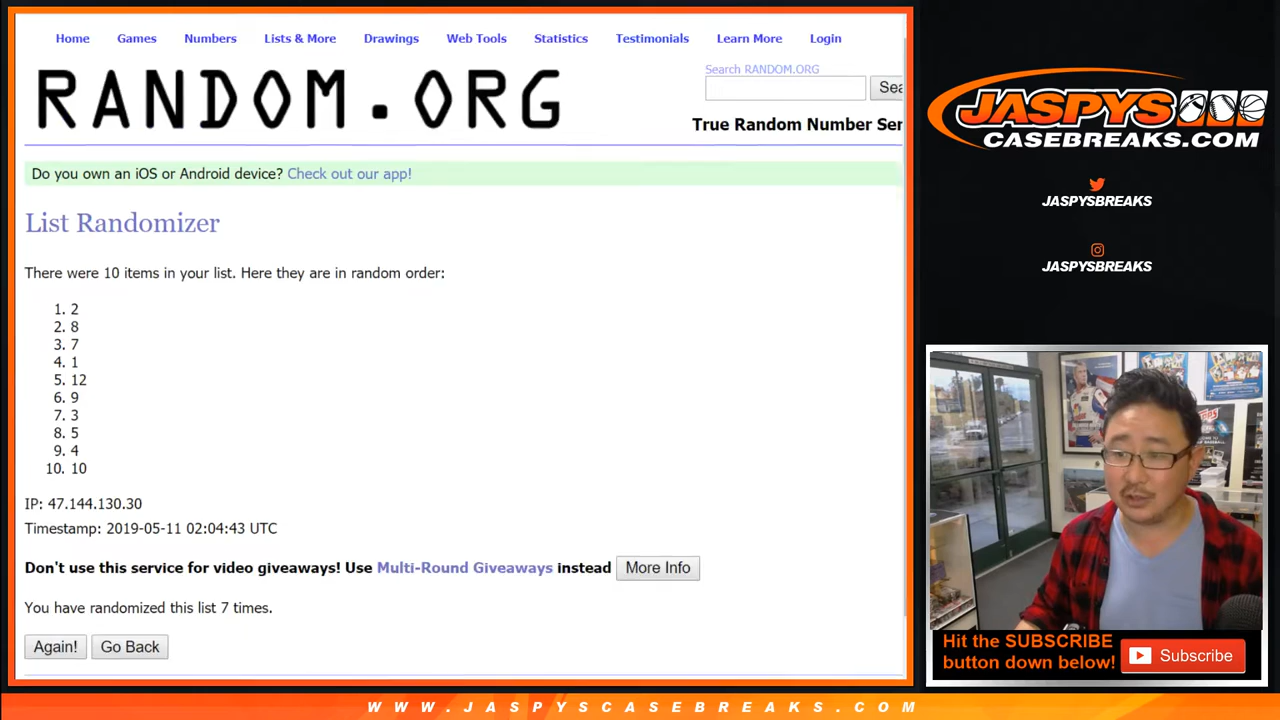 Home Games Numbers Lists & More Drawings Web Tools Statistics Testimonials Learn More Login
RANDOM.ORG
Search RANDOM.ORG
Sea
True Random Number Ser
Do you own an iOS or Android device? Check out our app!
List Randomizer
There were 10 items in your list. Here they are in random order:
1. 2
2. 8
3. 7
4. 1
5. 12
6. 9
7. 3
8. 5
9. 4
10. 10
IP: 47.144.130.30
Timestamp: 2019-05-11 02:04:43 UTC
Don't use this service for video giveaways! Use Multi-Round Giveaways instead More Info
You have randomized this list 7 times.
Again! Go Back
JASPYS
CASEBREAKS.COM
JASPYSBREAKS
JASPYSBREAKS
Hit the SUBSCRIBE
button down below!
Subscribe
WWW.JASPYSCASEBREAKS.COM